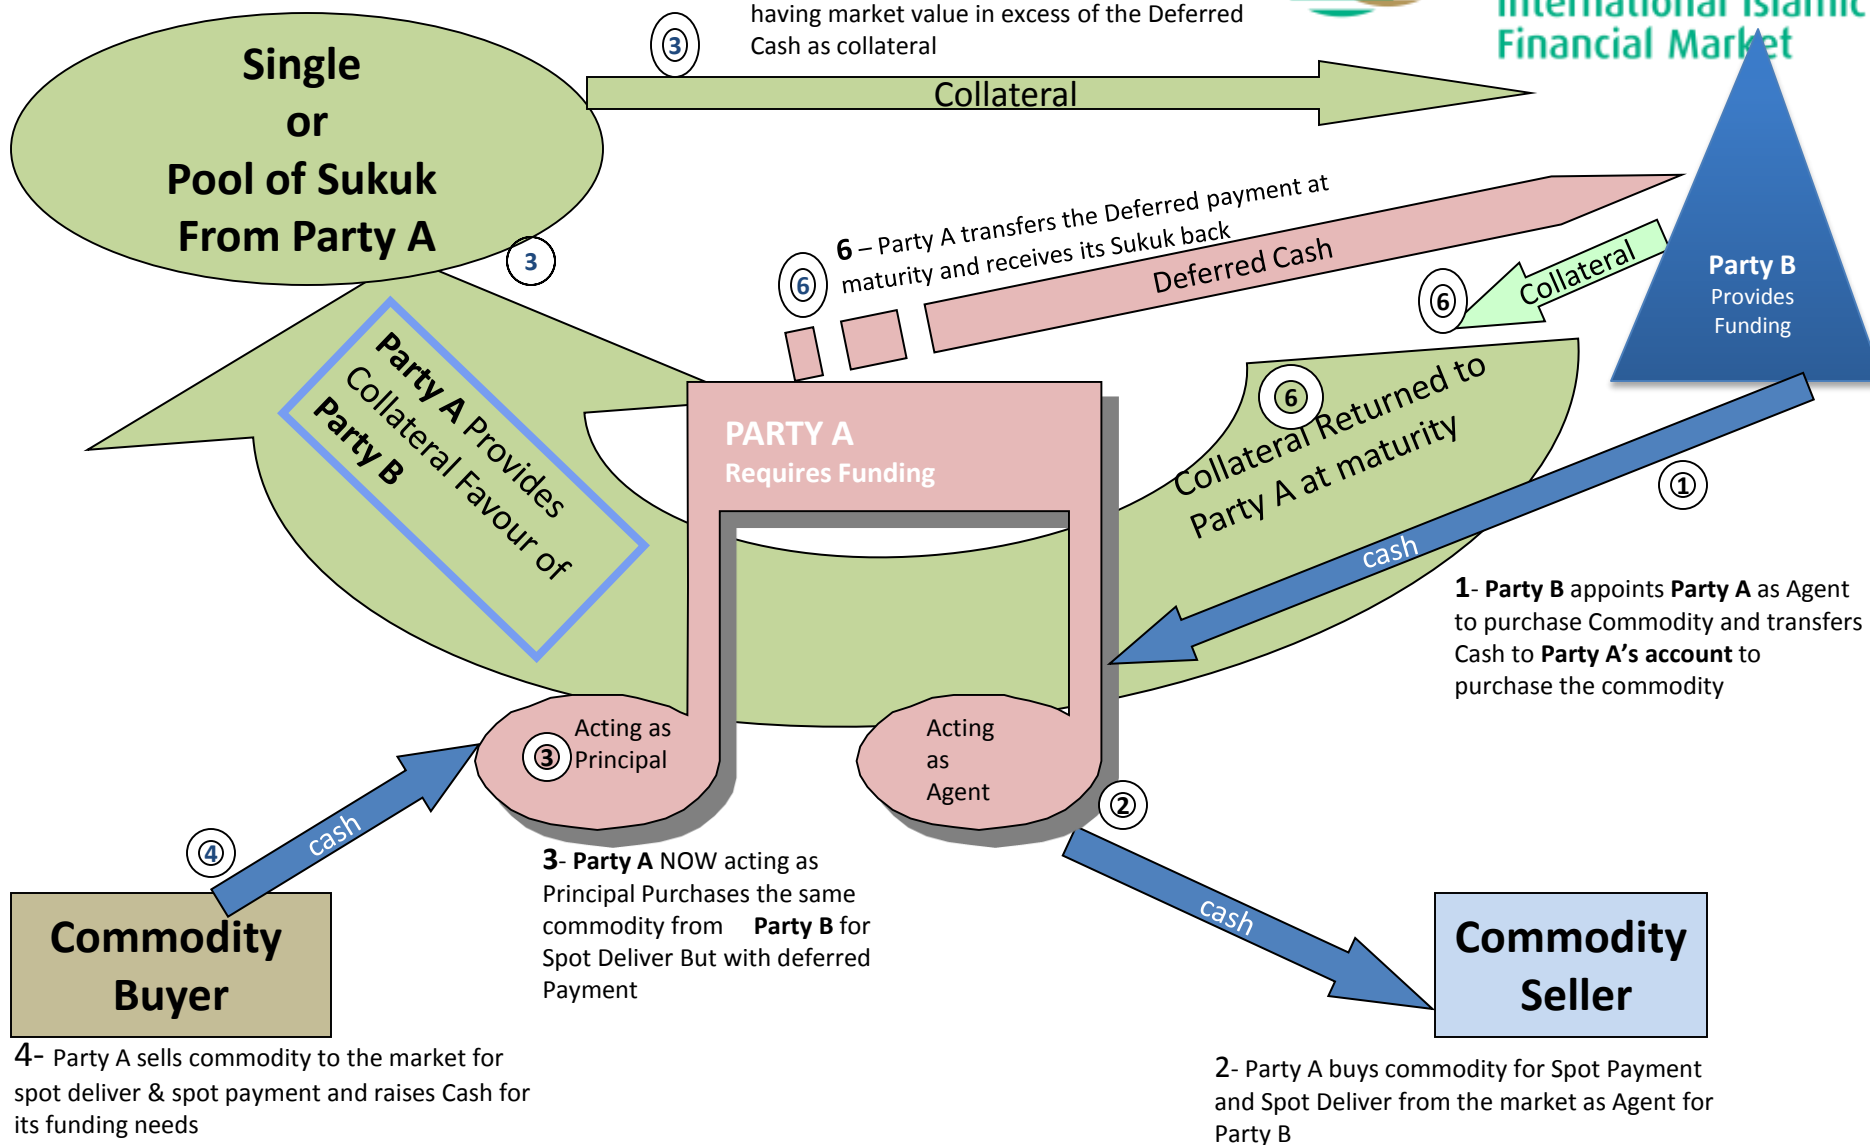 having market value in excess of the Deferred
Cash as collateral
International Islamic
Financial Market
3
Collateral
Single
or
Pool of Sukuk
From Party A
3
6 – Party A transfers the Deferred payment at
maturity and receives its Sukuk back
6
Deferred Cash
Collateral
6
Party B
Provides
Funding
Party A Provides
Collateral Favour of
Party B
PARTY A
Requires Funding
6
Collateral Returned to
Party A at maturity
1
cash
1- Party B appoints Party A as Agent
to purchase Commodity and transfers
Cash to Party A’s account to
purchase the commodity
3
Acting as
Principal
Acting
as
Agent
2
4
cash
cash
3- Party A NOW acting as
Principal Purchases the same
commodity from Party B for
Spot Deliver But with deferred
Payment
Commodity
Buyer
Commodity
Seller
4- Party A sells commodity to the market for
spot deliver & spot payment and raises Cash for
its funding needs
2- Party A buys commodity for Spot Payment
and Spot Deliver from the market as Agent for
Party B